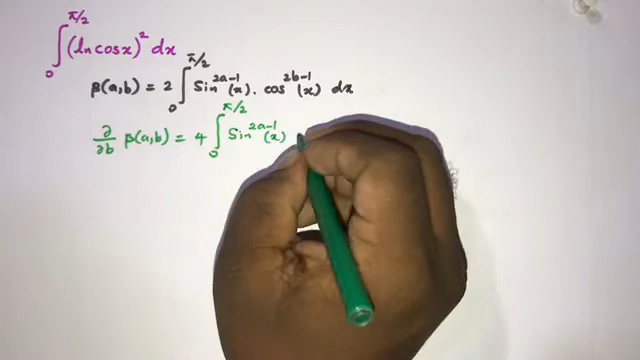 ∫₀^{π/2} (ln cosx)² dx
β(a,b) = 2 ∫₀^{π/2} Sin^{2a-1}(x) . cos^{2b-1}(x) dx
∂/∂b β(a,b) = 4 ∫₀^{π/2} Sin^{2a-1}(x)